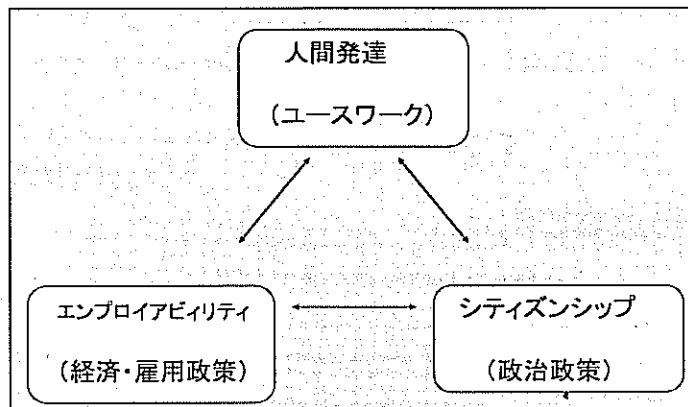 人間発達
（ユースワーク）
エンプロイアビィリティ
（経済・雇用政策）
シティズンシップ
（政治政策）